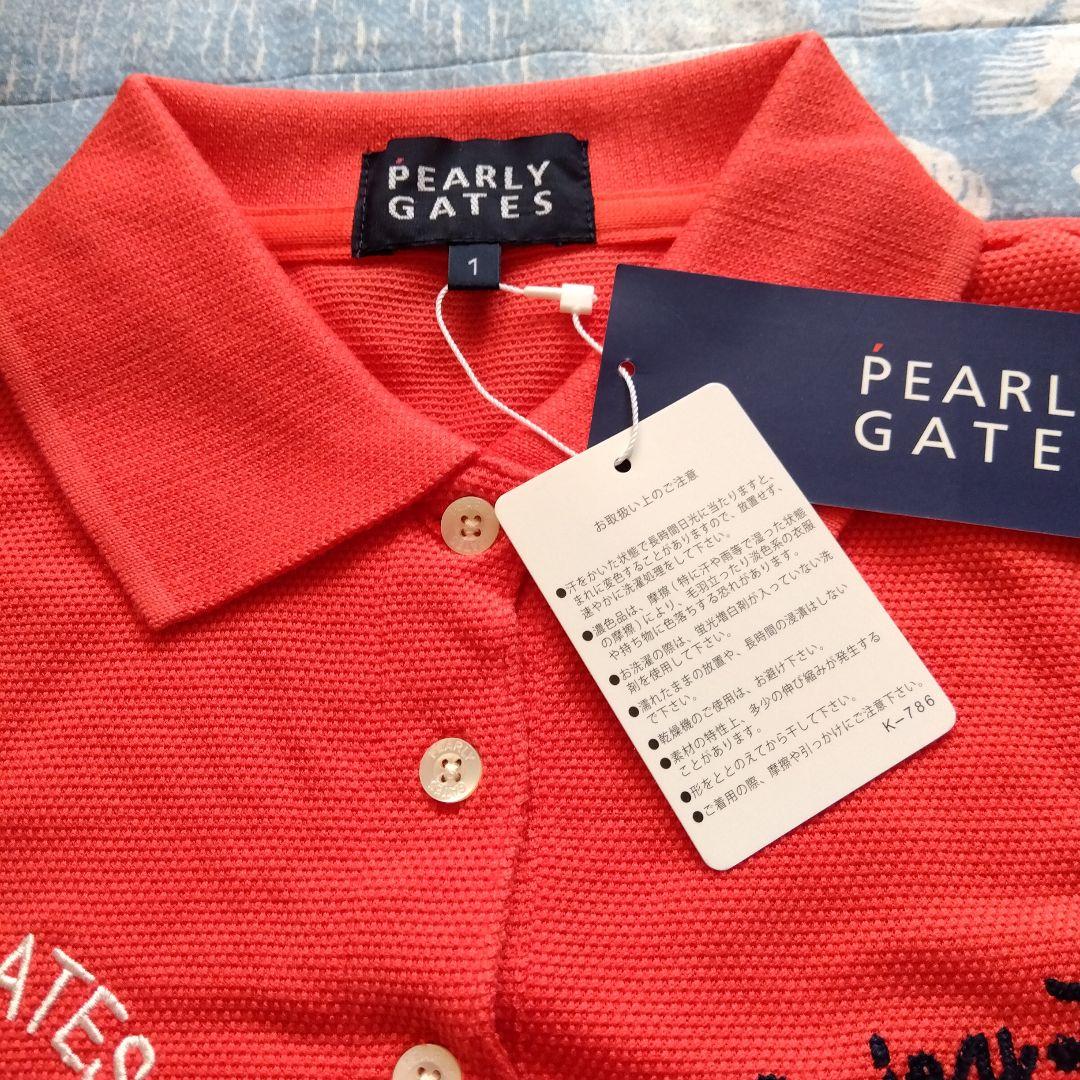 PEARLY
GATES
1
PEARL
GATE
お取扱い上のご注意
●汗をかいた状態で長時間日光に当たりますと、
まれに変色することがありますので、放置せず、
速やかに洗濯処理をして下さい。
●濃色品は、摩擦(特に汗や雨等で湿った状態
の摩擦)により、毛羽立ったり淡色系の衣服
や持ち物に色落ちする恐れがあります。
●お洗濯の際は、蛍光増白剤が入っていない洗
剤を使用して下さい。
●濡れたままの放置や、長時間の浸漬はしない
で下さい。
●乾燥機のご使用は、お避け下さい。
●素材の特性上、多少の伸び縮みが発生する
ことがあります。
●形をととのえてから干して下さい。
●ご着用の際、摩擦や引っかけにご注意下さい。
K-786
PEARLY
GATES
ATES